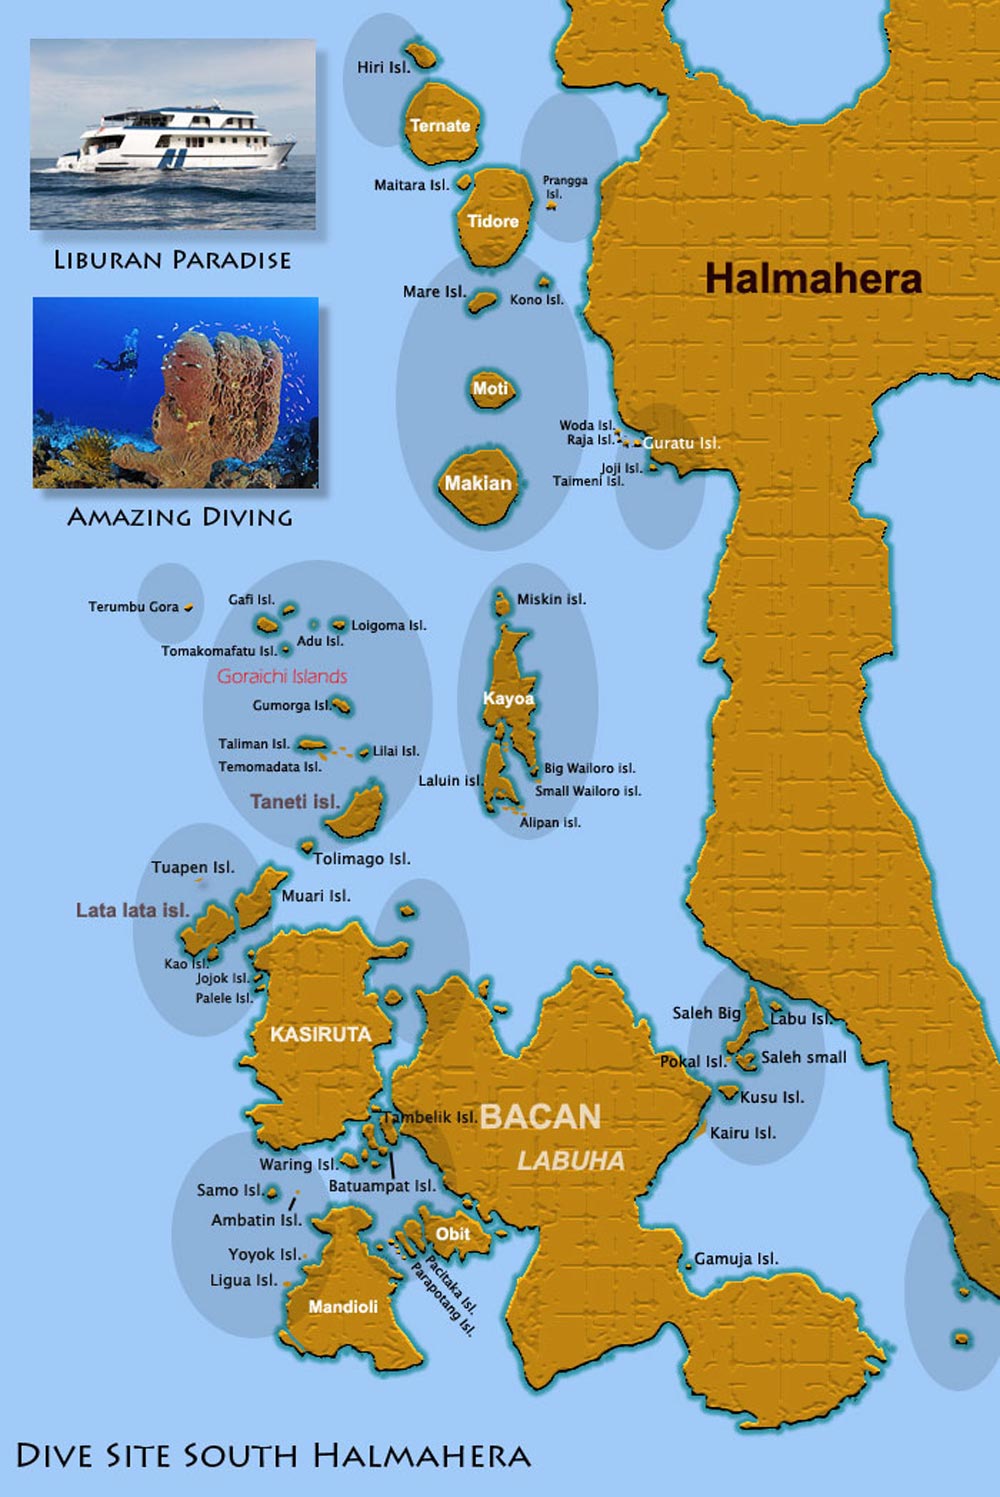 Hiri Isl.
Ternate
Maitara Isl.
Prangga
Isl.
Tidore
LIBURAN PARADISE
Halmahera
Mare Isl.
Kono Isl.
Moti
Woda Isl.
Raja Isl.
Guratu Isl.
Joji Isl.
Taimeni Isl.
Makian
AMAZING DIVING
Terumbu Gora
Gafi Isl.
Miskin isl.
Loigoma Isl.
Adu Isl.
Tomakomafatu Isl.
Goraichi Islands
Kayoa
Gumorga Isl.
Taliman Isl.
Lilai Isl.
Temomadata Isl.
Big Wailoro isl.
Laluin isl.
Small Wailoro isl.
Taneti isl.
Alipan isl.
Tolimago Isl.
Tuapen Isl.
Muari Isl.
Lata lata isl.
Kao Isl.
Jojok Isl.
Palele Isl.
Saleh Big
Labu Isl.
KASIRUTA
Pokal Isl.
Saleh small
Kusu Isl.
Tambelik Isl.
BACAN
Kairu Isl.
LABUHA
Waring Isl.
Batuampat Isl.
Samo Isl.
Ambatin Isl.
Obit
Yoyok Isl.
Gamuja Isl.
Ligua Isl.
Pacitaka Isl.
Parapotang Isl.
Mandioli
DIVE SITE SOUTH HALMAHERA